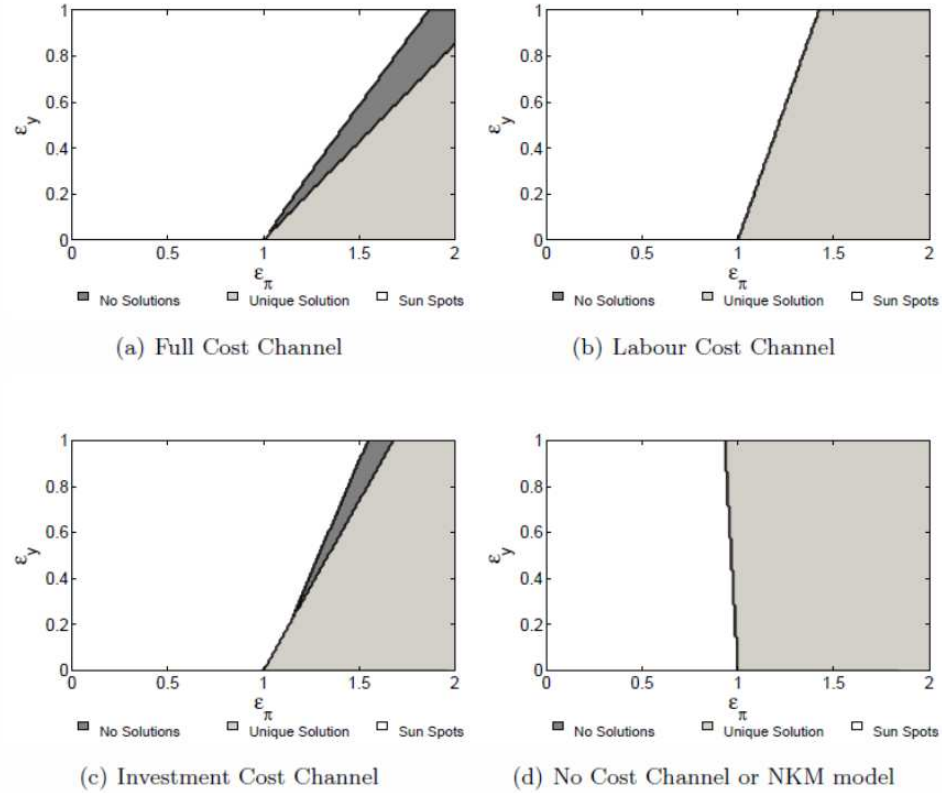 1
0.8
0.6
ε_y
0.4
0.2
0
0 0.5 1 1.5 2
ε_π
No Solutions Unique Solution Sun Spots
(a) Full Cost Channel
1
0.8
0.6
ε_y
0.4
0.2
0
0 0.5 1 1.5 2
ε_π
No Solutions Unique Solution Sun Spots
(b) Labour Cost Channel
1
0.8
0.6
ε_y
0.4
0.2
0
0 0.5 1 1.5 2
ε_π
No Solutions Unique Solution Sun Spots
(c) Investment Cost Channel
1
0.8
0.6
ε_y
0.4
0.2
0
0 0.5 1 1.5 2
ε_π
No Solutions Unique Solution Sun Spots
(d) No Cost Channel or NKM model